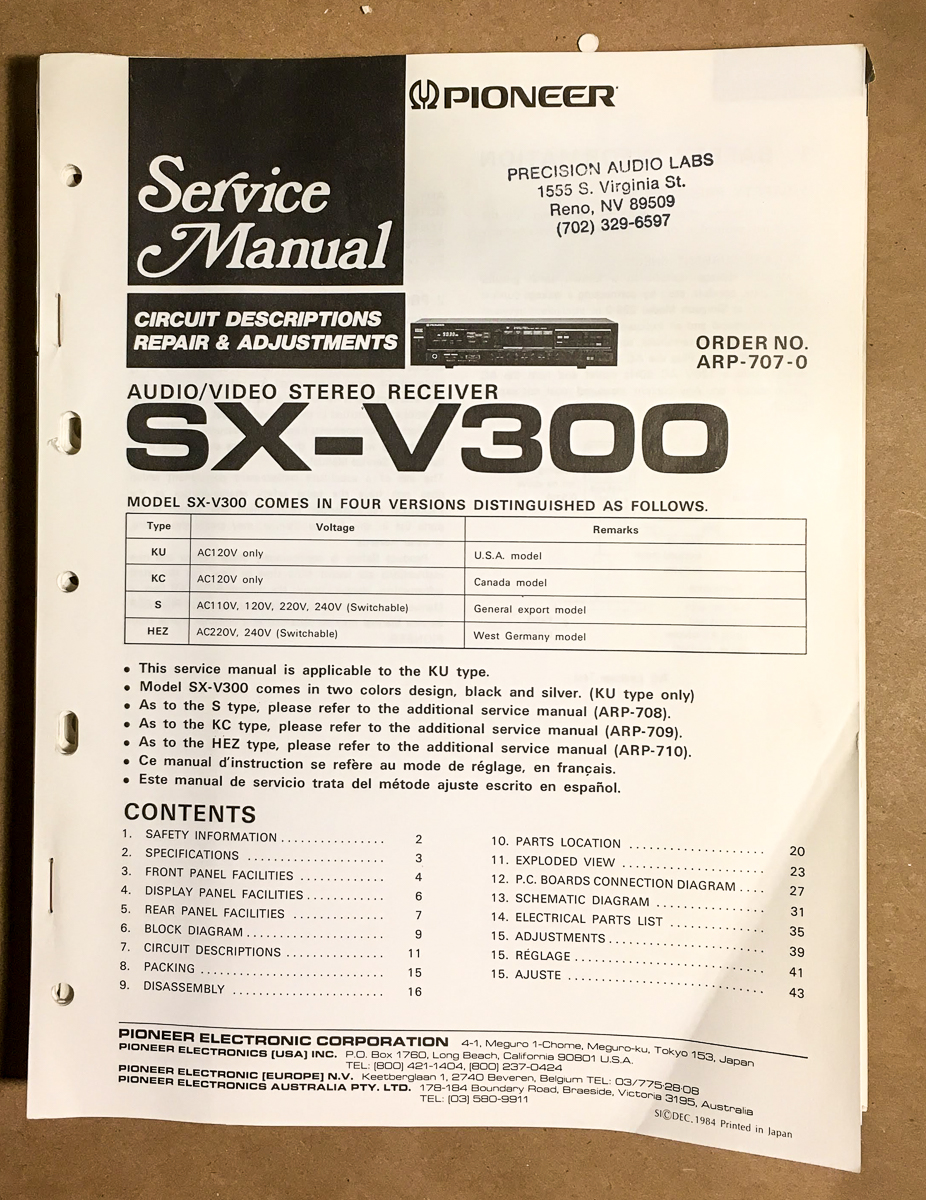 Service
Manual
PIONEER
PRECISION AUDIO LABS
1555 S. Virginia St.
Reno, NV 89509
(702) 329-6597
CIRCUIT DESCRIPTIONS
REPAIR & ADJUSTMENTS
ORDER NO.
ARP-707-0
AUDIO/VIDEO STEREO RECEIVER
SX-V300
MODEL SX-V300 COMES IN FOUR VERSIONS DISTINGUISHED AS FOLLOWS.
Type Voltage Remarks
KU AC120V only U.S.A. model
KC AC120V only Canada model
S AC110V, 120V, 220V, 240V (Switchable) General export model
HEZ AC220V, 240V (Switchable) West Germany model
• This service manual is applicable to the KU type.
• Model SX-V300 comes in two colors design, black and silver. (KU type only)
• As to the S type, please refer to the additional service manual (ARP-708).
• As to the KC type, please refer to the additional service manual (ARP-709).
• As to the HEZ type, please refer to the additional service manual (ARP-710).
• Ce manual d'instruction se refère au mode de réglage, en français.
• Este manual de servicio trata del métode ajuste escrito en español.
CONTENTS
1. SAFETY INFORMATION ............... 2
2. SPECIFICATIONS ................... 3
3. FRONT PANEL FACILITIES ............ 4
4. DISPLAY PANEL FACILITIES ........... 6
5. REAR PANEL FACILITIES ............. 7
6. BLOCK DIAGRAM .................... 9
7. CIRCUIT DESCRIPTIONS .............. 11
8. PACKING .......................... 15
9. DISASSEMBLY ...................... 16
10. PARTS LOCATION .................. 20
11. EXPLODED VIEW ................... 23
12. P.C. BOARDS CONNECTION DIAGRAM .... 27
13. SCHEMATIC DIAGRAM ............... 31
14. ELECTRICAL PARTS LIST ............. 35
15. ADJUSTMENTS ..................... 39
15. RÉGLAGE ......................... 41
15. AJUSTE .......................... 43
PIONEER ELECTRONIC CORPORATION 4-1, Meguro 1-Chome, Meguro-ku, Tokyo 153, Japan
PIONEER ELECTRONICS [USA] INC. P.O. Box 1760, Long Beach, California 90801 U.S.A.
TEL: [800] 421-1404, [800] 237-0424
PIONEER ELECTRONIC [EUROPE] N.V. Keetberglaan 1, 2740 Beveren, Belgium TEL: 03/775·28·08
PIONEER ELECTRONICS AUSTRALIA PTY. LTD. 178-184 Boundary Road, Braeside, Victoria 3195, Australia
TEL: [03] 580-9911
SI©DEC. 1984 Printed in Japan